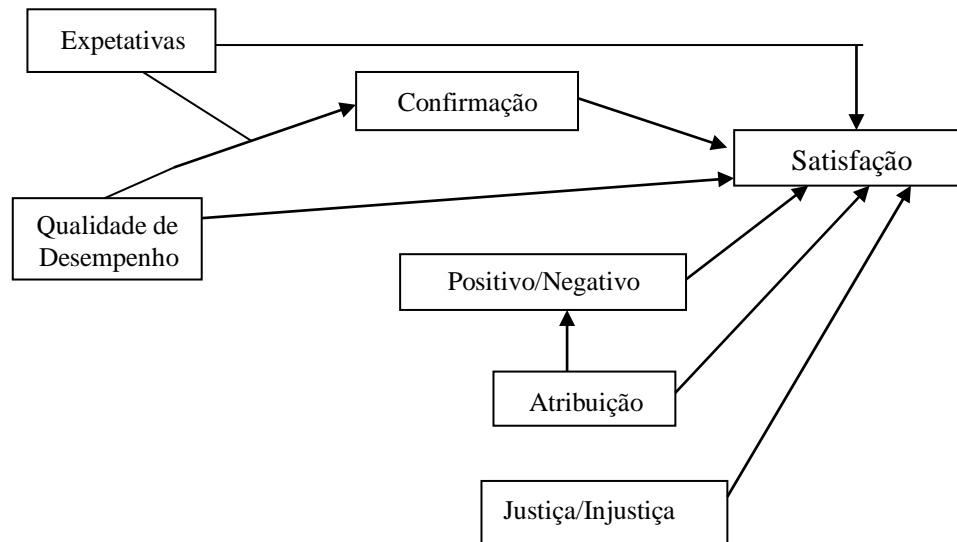 Expetativas
Confirmação
Satisfação
Qualidade de
Desempenho
Positivo/Negativo
Atribuição
Justiça/Injustiça